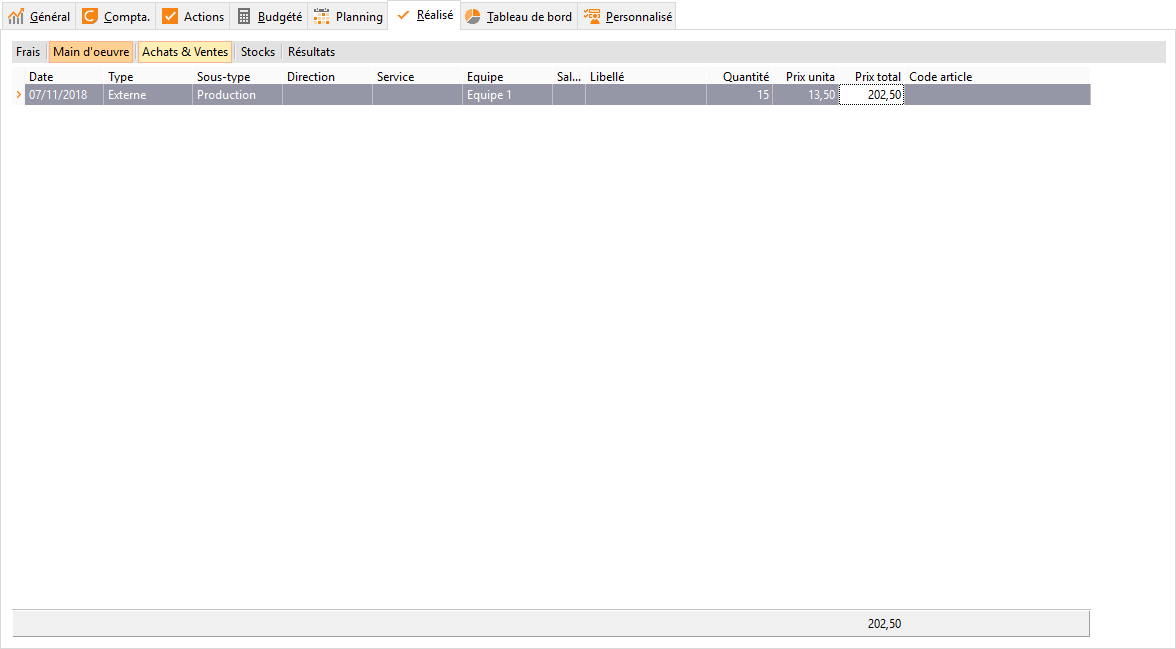 Général Compta. Actions Budgété Planning Réalisé Tableau de bord Personnalisé
Frais Main d'oeuvre Achats & Ventes Stocks Résultats
Date Type Sous-type Direction Service Equipe Sal... Libellé Quantité Prix unita Prix total Code article
07/11/2018 Externe Production Equipe 1 15 13,50 202,50
202,50